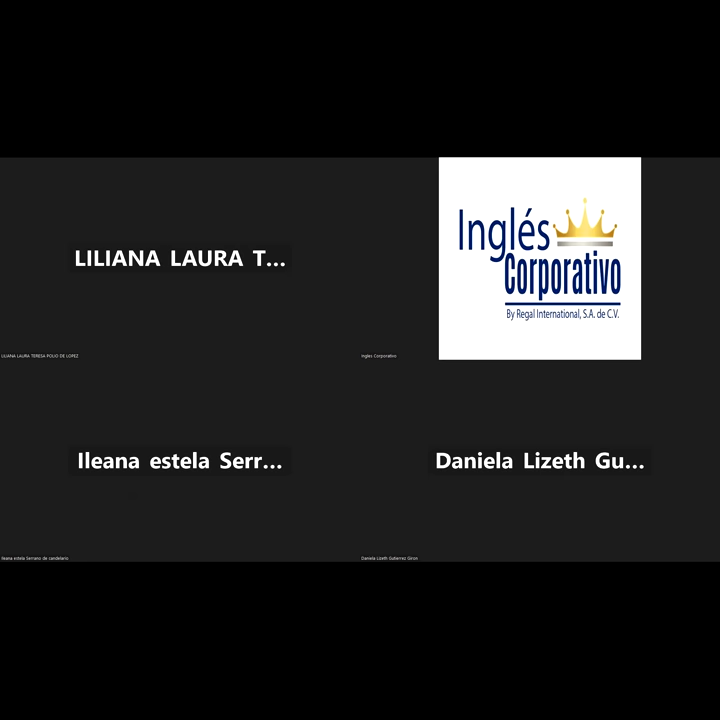 LILIANA LAURA T...
LILIANA LAURA TERESA POLIO DE LOPEZ
Inglés
Corporativo
By Regal International, S.A. de C.V.
Ingles Corporativo
Ileana estela Serr...
Ileana estela Serrano de candelario
Daniela Lizeth Gu...
Daniela Lizeth Gutierrez Giron